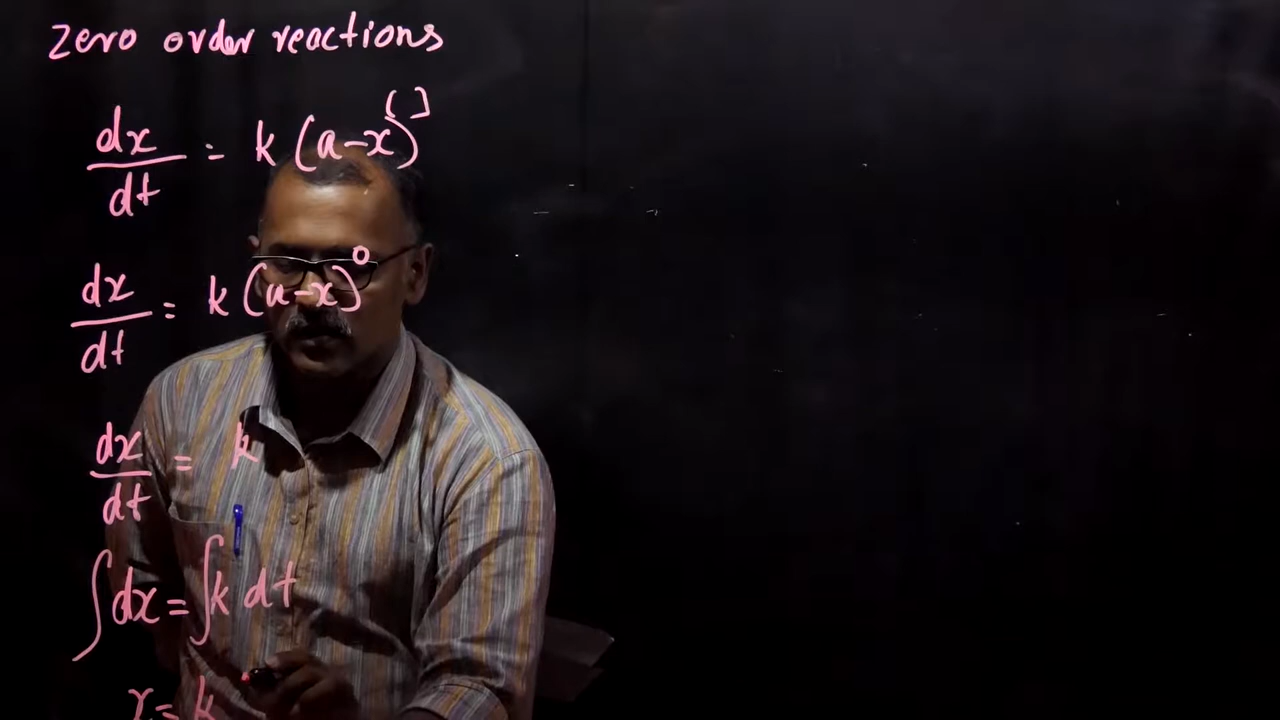 Zero order reactions
dx/dt = k (a-x)^[ ]
dx/dt = k (a-x)^0
dx/dt = k
∫dx = ∫k dt
x = k